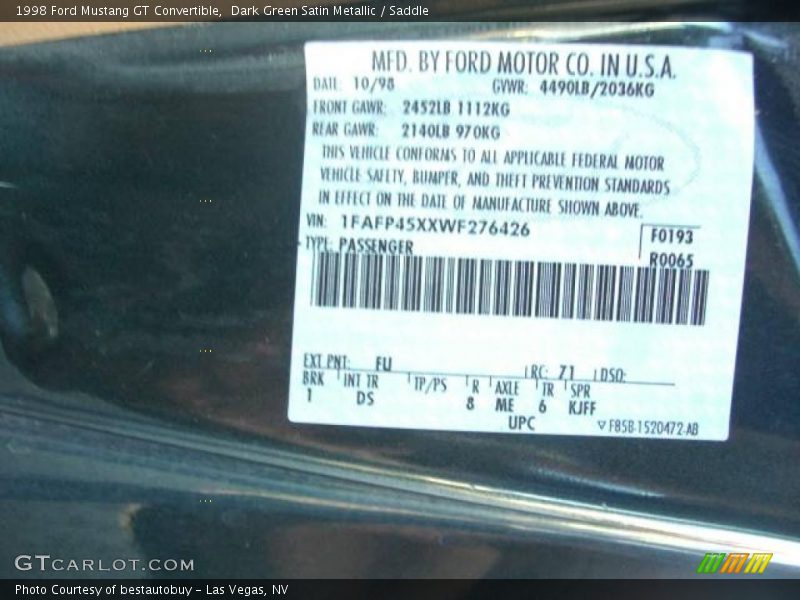 1998 Ford Mustang GT Convertible,  Dark Green Satin Metallic / Saddle
MFD. BY FORD MOTOR CO. IN U.S.A.
DATE: 10/98 GVWR: 4490LB/2036KG
FRONT GAWR: 2452LB 1112KG
REAR GAWR: 2140LB 970KG
THIS VEHICLE CONFORMS TO ALL APPLICABLE FEDERAL MOTOR
VEHICLE SAFETY, BUMPER, AND THEFT PREVENTION STANDARDS
IN EFFECT ON THE DATE OF MANUFACTURE SHOWN ABOVE.
VIN: 1FAFP45XXWF276426 F0193
TYPE: PASSENGER R0065
EXT PNT: FU RC: 71 DSO:
BRK INT TR TP/PS R AXLE TR SPR
1 DS 8 ME 6 KJFF
UPC F85B-1520472-AB
GTCARLOT.COM
Photo Courtesy of bestautobuy – Las Vegas, NV